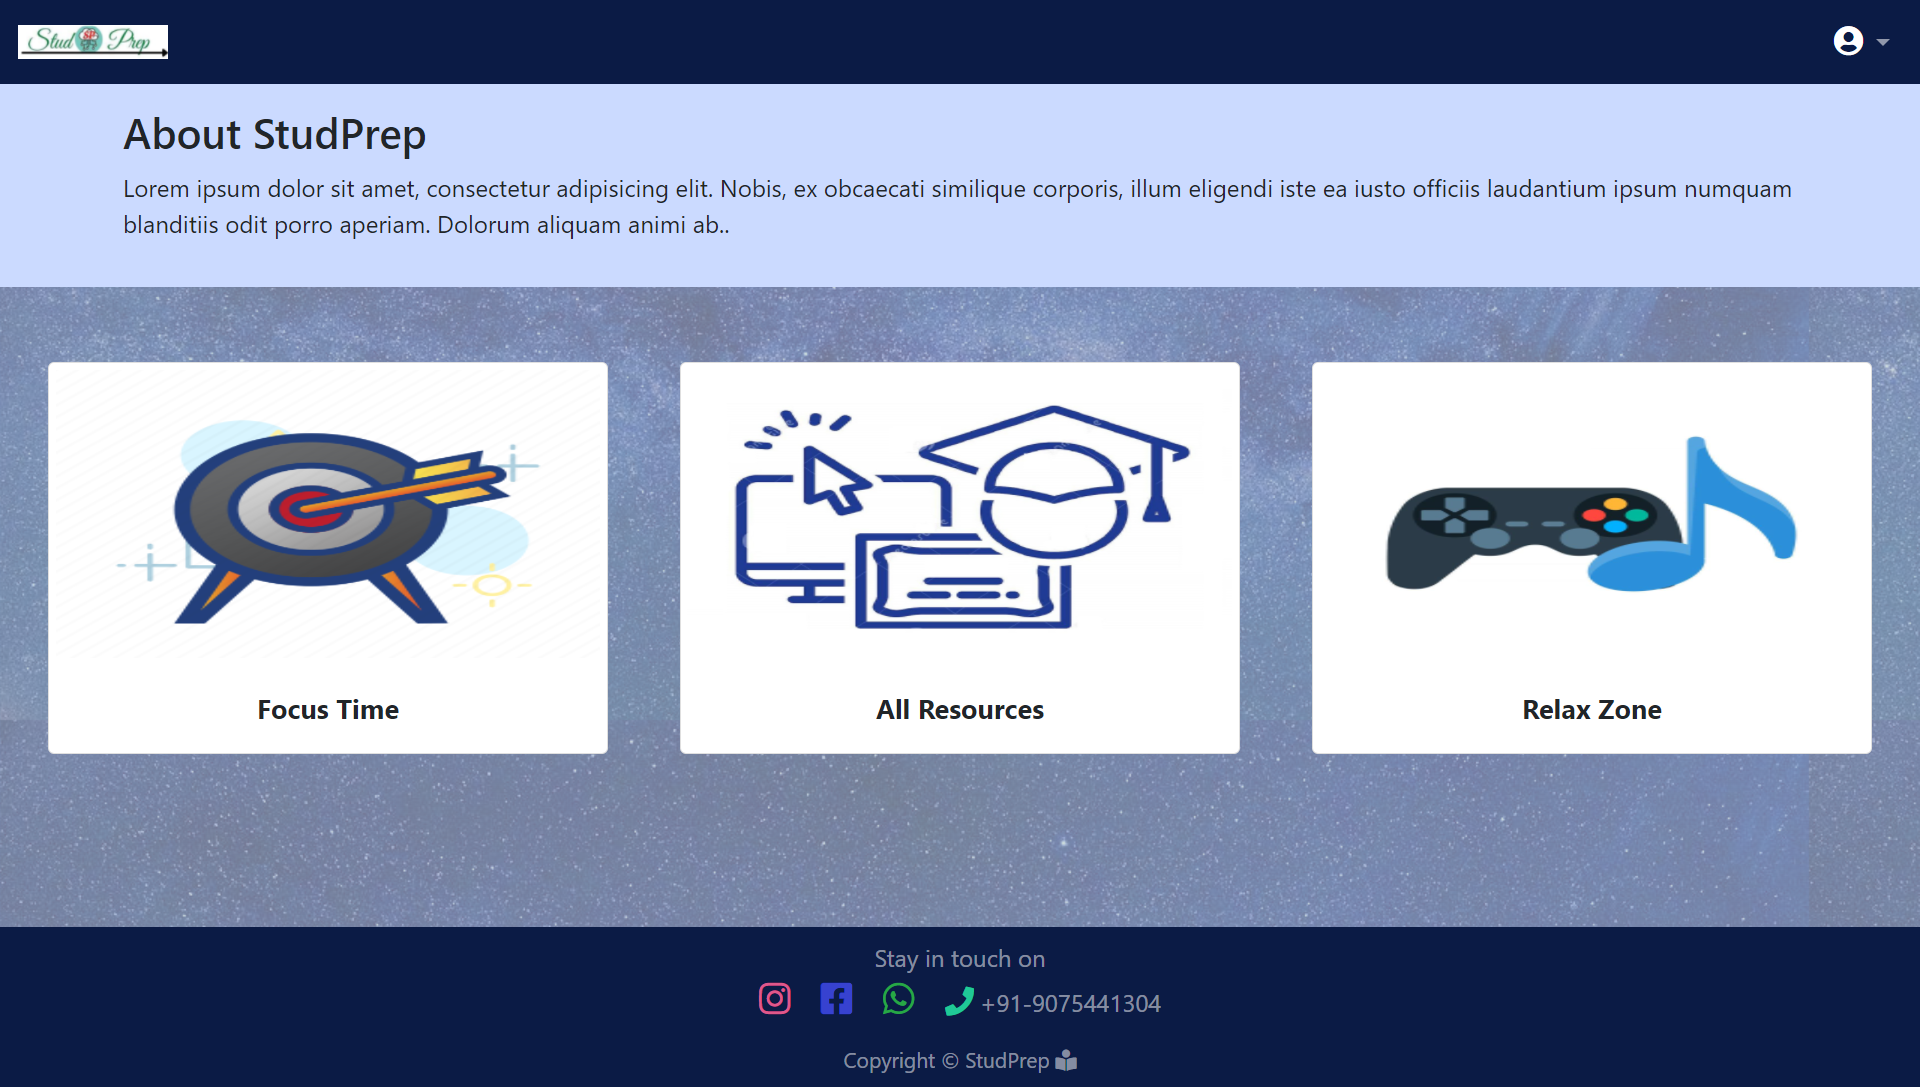 Stud SP Prep
About StudPrep
Lorem ipsum dolor sit amet, consectetur adipisicing elit. Nobis, ex obcaecati similique corporis, illum eligendi iste ea iusto officiis laudantium ipsum numquam
blanditiis odit porro aperiam. Dolorum aliquam animi ab..
Focus Time
All Resources
Relax Zone
Stay in touch on
+91-9075441304
Copyright © StudPrep